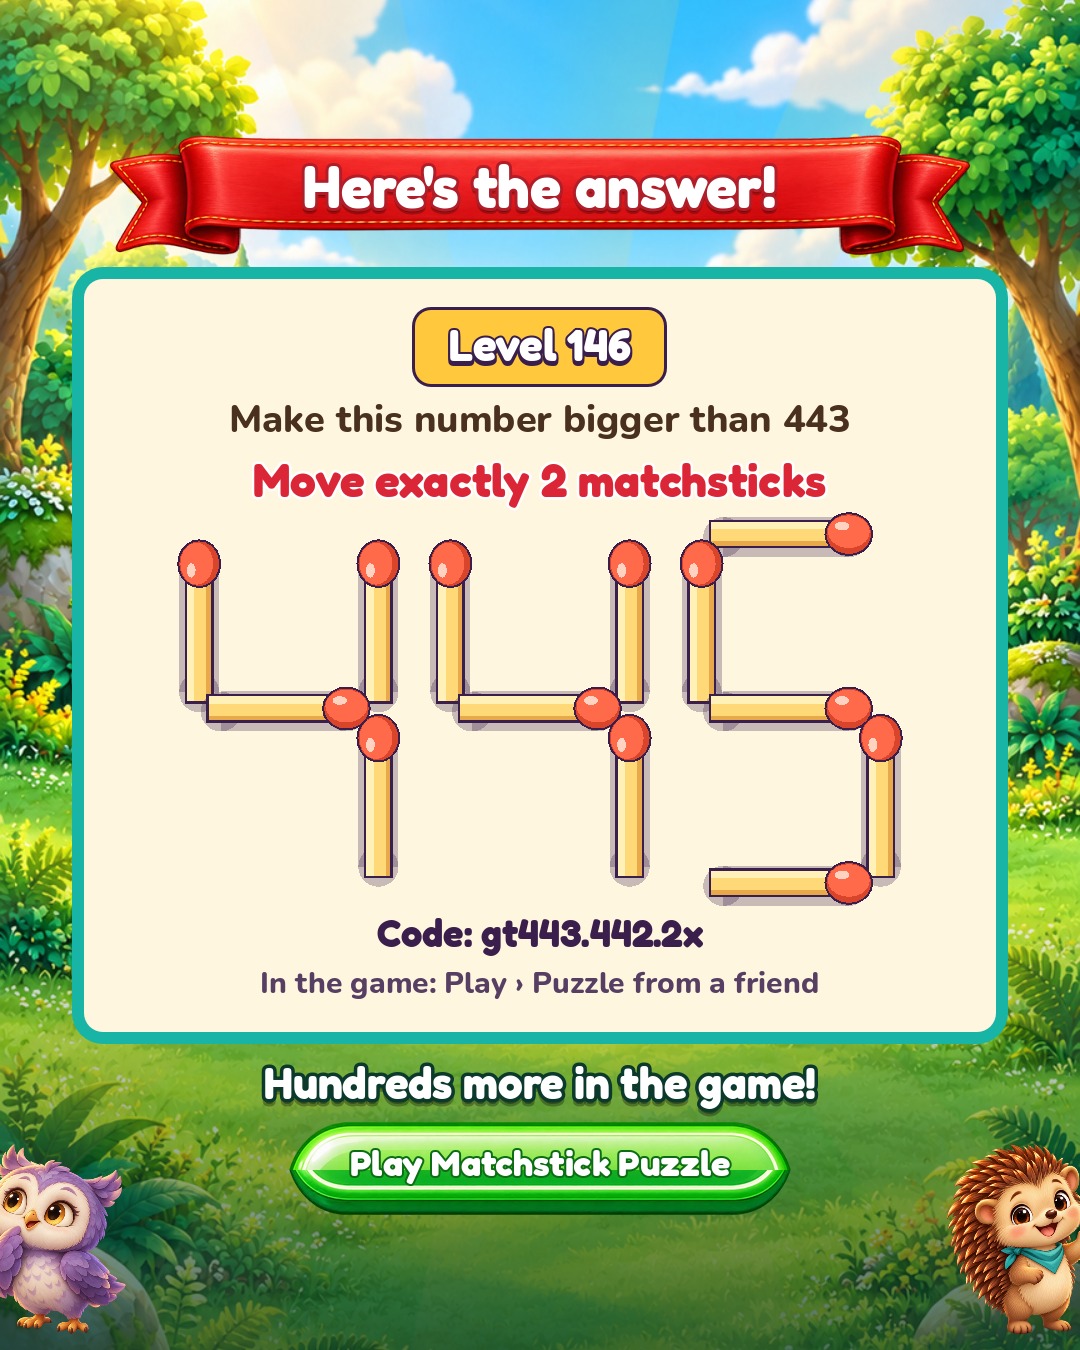 Here's the answer!
Level 146
Make this number bigger than 443
Move exactly 2 matchsticks
445
Code: gt443.442.2x
In the game: Play › Puzzle from a friend
Hundreds more in the game!
Play Matchstick Puzzle